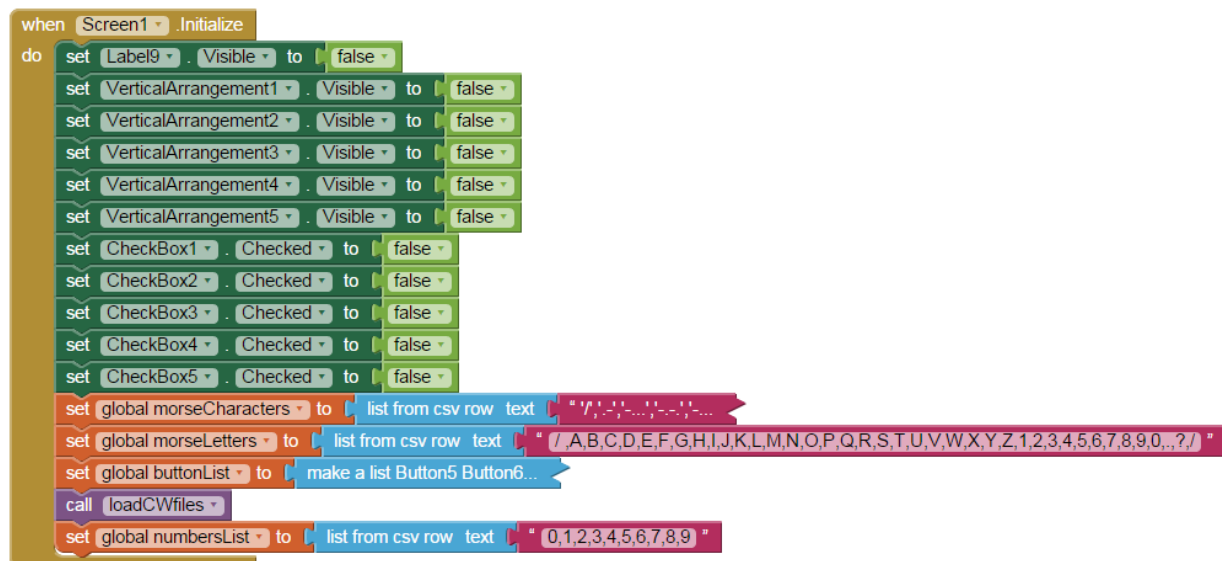 when Screen1 .Initialize
do set Label9 . Visible to false
set VerticalArrangement1 . Visible to false
set VerticalArrangement2 . Visible to false
set VerticalArrangement3 . Visible to false
set VerticalArrangement4 . Visible to false
set VerticalArrangement5 . Visible to false
set CheckBox1 . Checked to false
set CheckBox2 . Checked to false
set CheckBox3 . Checked to false
set CheckBox4 . Checked to false
set CheckBox5 . Checked to false
set global morseCharacters to list from csv row text " '/','.-','-...','-.-.','-...
set global morseLetters to list from csv row text " / ,A,B,C,D,E,F,G,H,I,J,K,L,M,N,O,P,Q,R,S,T,U,V,W,X,Y,Z,1,2,3,4,5,6,7,8,9,0,.,?,/ "
set global buttonList to make a list Button5 Button6...
call loadCWfiles
set global numbersList to list from csv row text " 0,1,2,3,4,5,6,7,8,9 "